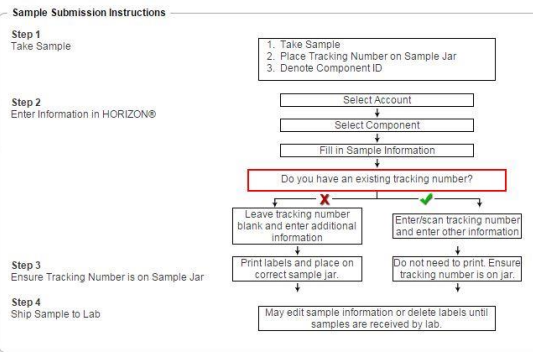 Sample Submission Instructions
Step 1
Take Sample
1. Take Sample
2. Place Tracking Number on Sample Jar
3. Denote Component ID
Step 2
Enter Information in HORIZON®
Select Account
Select Component
Fill in Sample Information
Do you have an existing tracking number?
Leave tracking number
blank and enter additional
information
Enter/scan tracking number
and enter other information
Step 3
Ensure Tracking Number is on Sample Jar
Print labels and place on
correct sample jar.
Do not need to print. Ensure
tracking number is on jar.
Step 4
Ship Sample to Lab
May edit sample information or delete labels until
samples are received by lab.